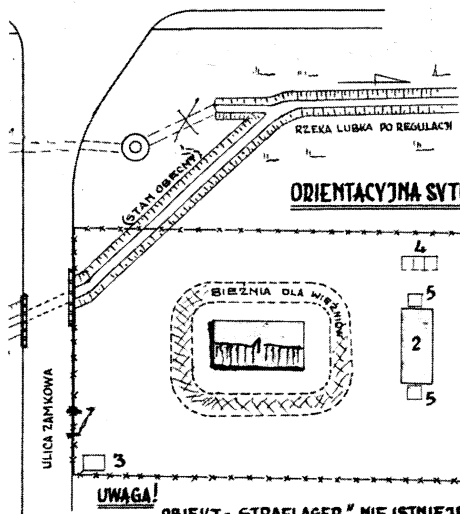 RZEKA LUBKA PO REGULACJI
(STAN OBECNY)
ORIENTACYJNA SYT
BIEŻNIA DLA WIĘŹNIÓW
4
5
2
5
1
ULICA ZAMKOWA
3
UWAGA!
OBIEKT - STRAFLAGER" NIE ISTNIEJE